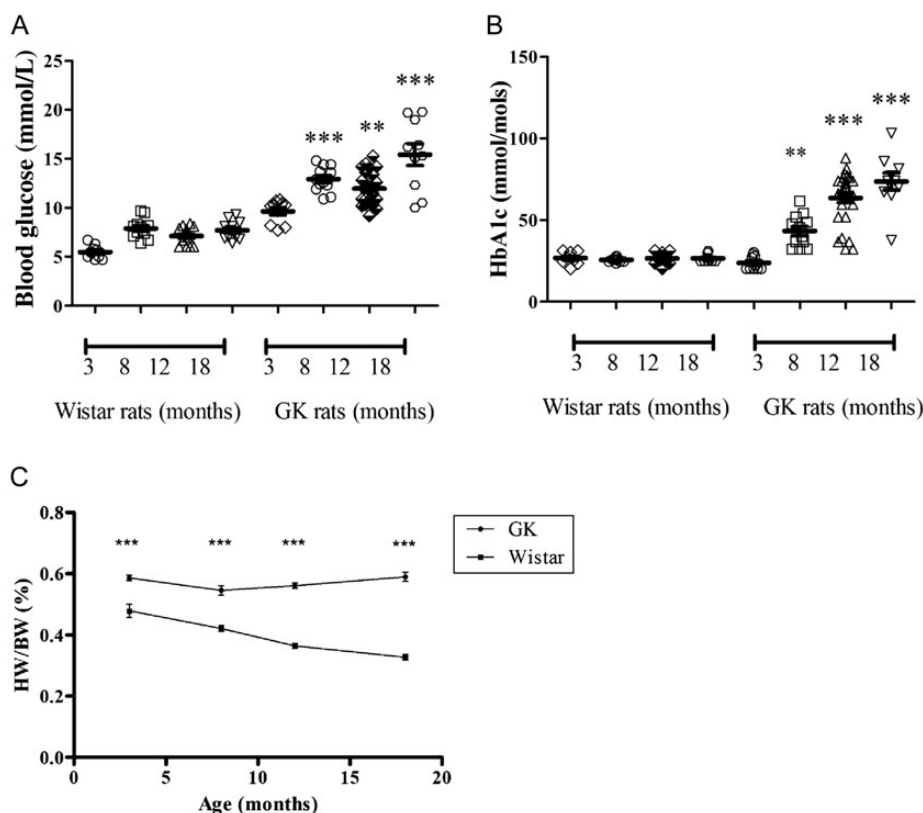 A
Blood glucose (mmol/L)
25
20
15
10
5
0
***
**
***
3 8 12 18 3 8 12 18
Wistar rats (months) GK rats (months)
B
HbA1c (mmol/mols)
150
100
50
0
**
***
***
3 8 12 18 3 8 12 18
Wistar rats (months) GK rats (months)
C
HW/BW (%)
0.8
0.6
0.4
0.2
0.0
*** *** *** ***
0 5 10 15 20
Age (months)
GK
Wistar